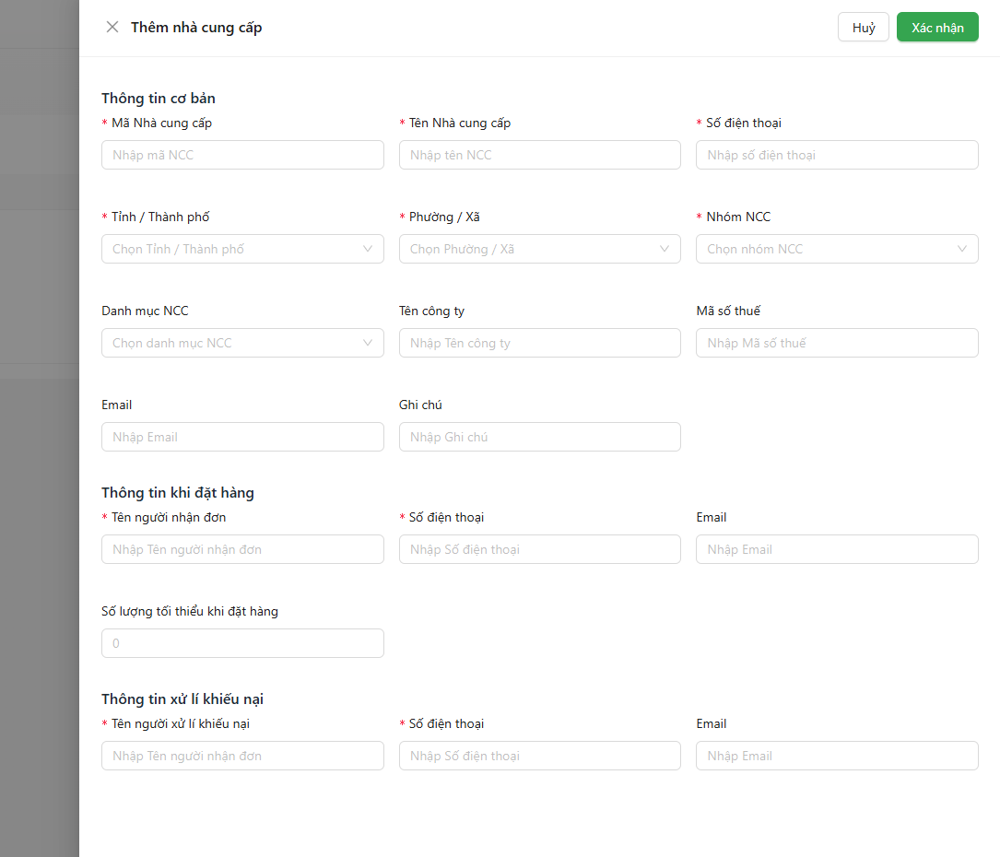 Thêm nhà cung cấp
Huỷ
Xác nhận
Thông tin cơ bản
* Mã Nhà cung cấp
* Tên Nhà cung cấp
* Số điện thoại
Nhập mã NCC
Nhập tên NCC
Nhập số điện thoại
* Tỉnh / Thành phố
* Phường / Xã
* Nhóm NCC
Chọn Tỉnh / Thành phố
Chọn Phường / Xã
Chọn nhóm NCC
Danh mục NCC
Tên công ty
Mã số thuế
Chọn danh mục NCC
Nhập Tên công ty
Nhập Mã số thuế
Email
Ghi chú
Nhập Email
Nhập Ghi chú
Thông tin khi đặt hàng
* Tên người nhận đơn
* Số điện thoại
Email
Nhập Tên người nhận đơn
Nhập Số điện thoại
Nhập Email
Số lượng tối thiểu khi đặt hàng
0
Thông tin xử lí khiếu nại
* Tên người xử lí khiếu nại
* Số điện thoại
Email
Nhập Tên người nhận đơn
Nhập Số điện thoại
Nhập Email